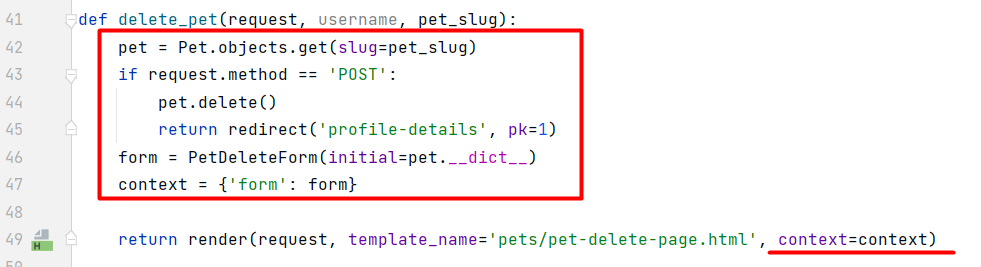 41 def delete_pet(request, username, pet_slug):
42     pet = Pet.objects.get(slug=pet_slug)
43     if request.method == 'POST':
44         pet.delete()
45         return redirect('profile-details', pk=1)
46     form = PetDeleteForm(initial=pet.__dict__)
47     context = {'form': form}
48
49 H     return render(request, template_name='pets/pet-delete-page.html', context=context)